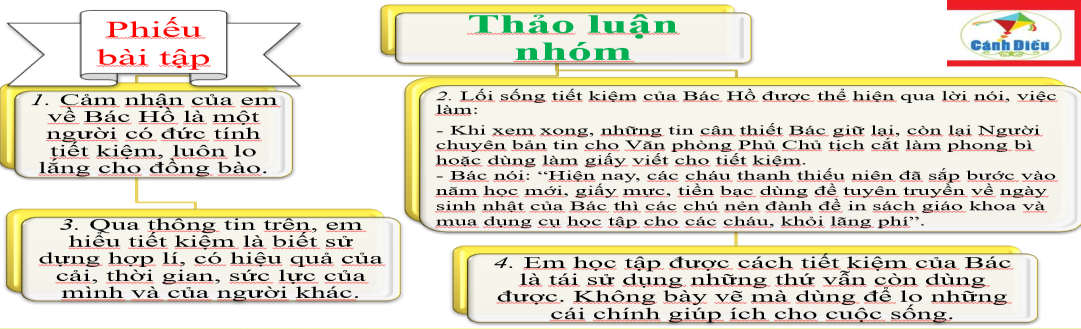 Phiếu
bài tập
Thảo luận
nhóm
Cánh Diều
1. Cảm nhận của em
về Bác Hồ là một
người có đức tính
tiết kiệm, luôn lo
lắng cho đồng bào.
2. Lối sống tiết kiệm của Bác Hồ được thể hiện qua lời nói, việc
làm:
- Khi xem xong, những tin cần thiết Bác giữ lại, còn lại Người
chuyên bản tin cho Văn phòng Phủ Chủ tịch cắt làm phong bì
hoặc dùng làm giấy viết cho tiết kiệm.
- Bác nói: “Hiện nay, các cháu thanh thiếu niên đã sắp bước vào
năm học mới, giấy mực, tiền bạc dùng để tuyên truyền về ngày
sinh nhật của Bác thì các chú nên đành để in sách giáo khoa và
mua dụng cụ học tập cho các cháu, khỏi lãng phí”.
3. Qua thông tin trên, em
hiểu tiết kiệm là biết sử
dụng hợp lí, có hiệu quả của
cải, thời gian, sức lực của
mình và của người khác.
4. Em học tập được cách tiết kiệm của Bác
là tái sử dụng những thứ vẫn còn dùng
được. Không bày vẽ mà dùng để lo những
cái chính giúp ích cho cuộc sống.